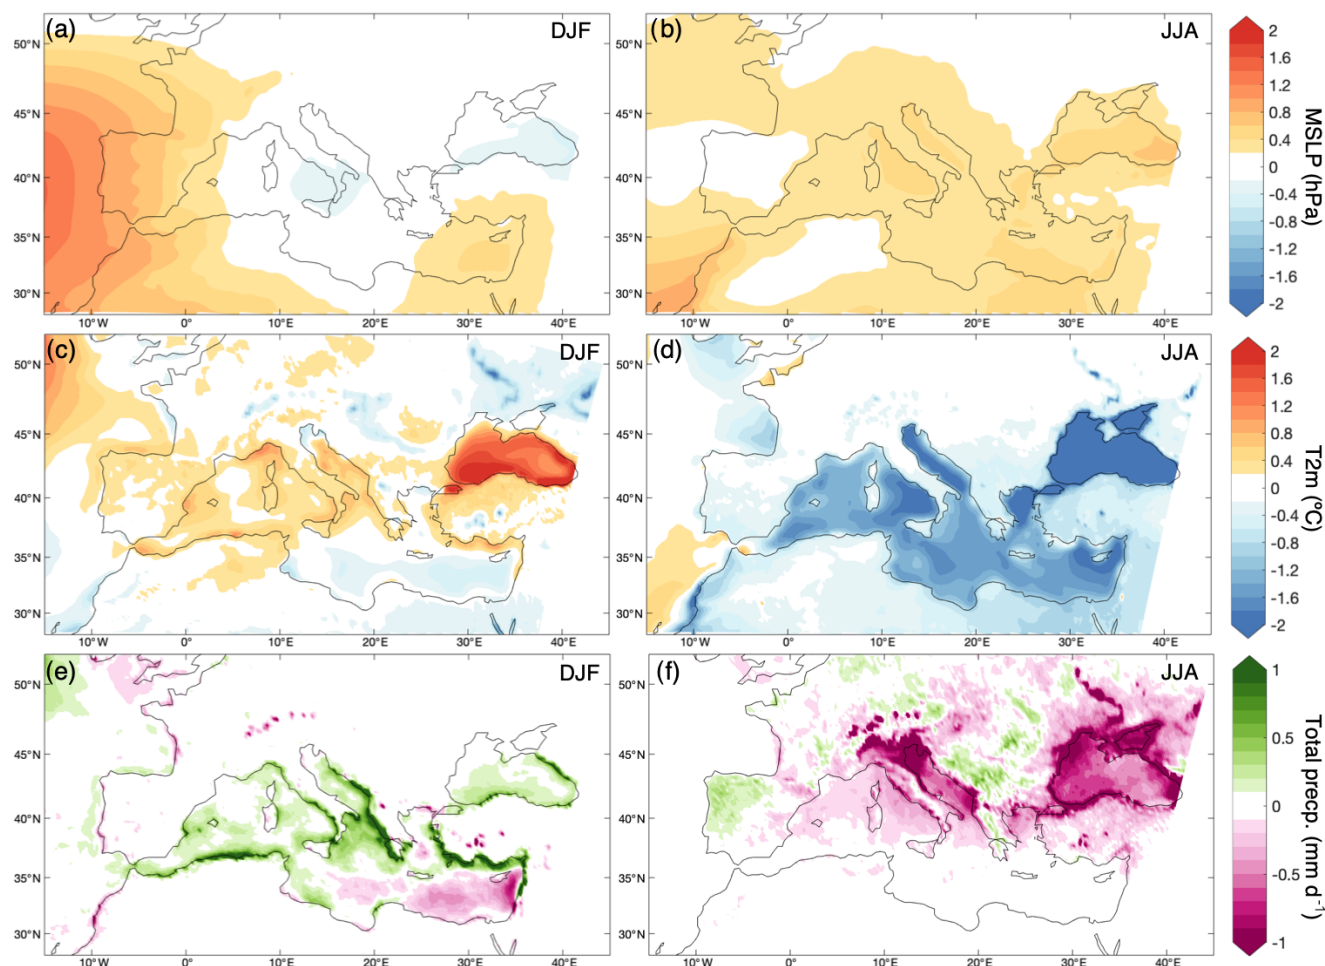 (a) DJF
50°N
45°N
40°N
35°N
30°N
10°W 0°E 10°E 20°E 30°E 40°E
(b) JJA
50°N
45°N
40°N
35°N
30°N
10°W 0°E 10°E 20°E 30°E 40°E
2
1.6
1.2
0.8
0.4
0
-0.4
-0.8
-1.2
-1.6
-2
MSLP (hPa)
(c) DJF
50°N
45°N
40°N
35°N
30°N
10°W 0°E 10°E 20°E 30°E 40°E
(d) JJA
50°N
45°N
40°N
35°N
30°N
10°W 0°E 10°E 20°E 30°E 40°E
2
1.6
1.2
0.8
0.4
0
-0.4
-0.8
-1.2
-1.6
-2
T2m (ºC)
(e) DJF
50°N
45°N
40°N
35°N
30°N
10°W 0°E 10°E 20°E 30°E 40°E
(f) JJA
50°N
45°N
40°N
35°N
30°N
10°W 0°E 10°E 20°E 30°E 40°E
1
0.5
0
-0.5
-1
Total precp. (mm d⁻¹)